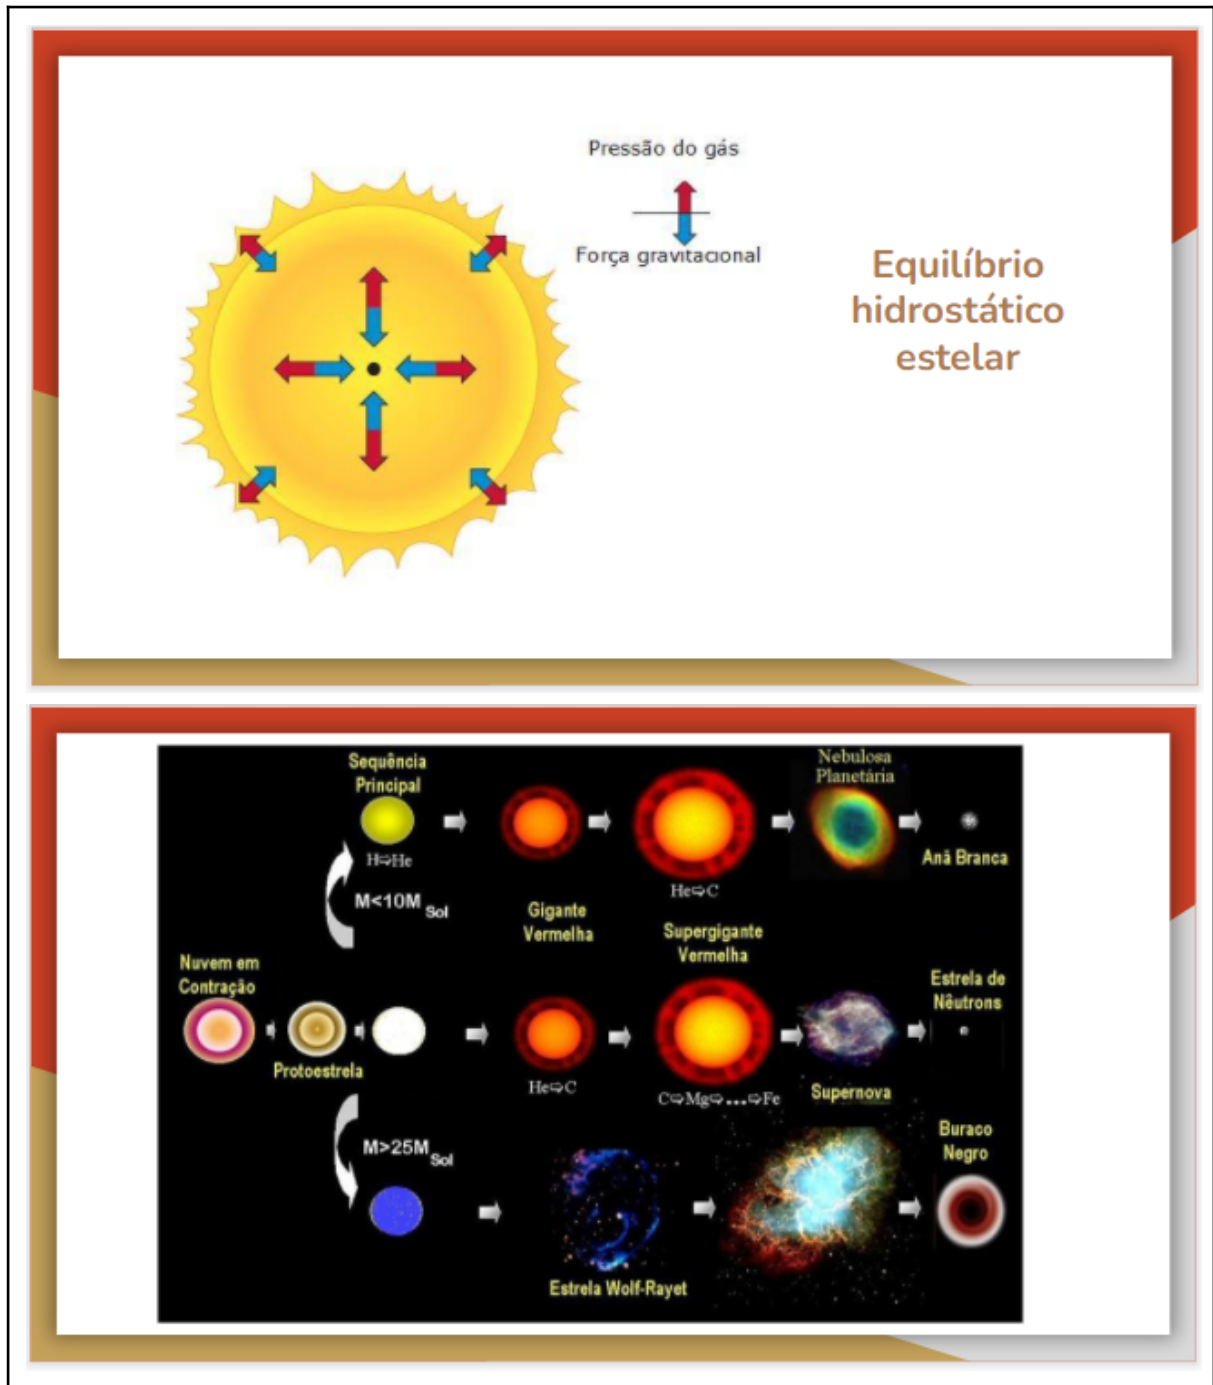 Pressão do gás
Força gravitacional
Equilíbrio
hidrostático
estelar
Sequência
Principal
H⇨He
M<10M Sol
Gigante
Vermelha
He⇨C
Supergigante
Vermelha
Nebulosa
Planetária
Anã Branca
Nuvem em
Contração
Protoestrela
He⇨C
C⇨Mg⇨...⇨Fe
Supernova
Estrela de
Nêutrons
M>25M Sol
Estrela Wolf-Rayet
Buraco
Negro